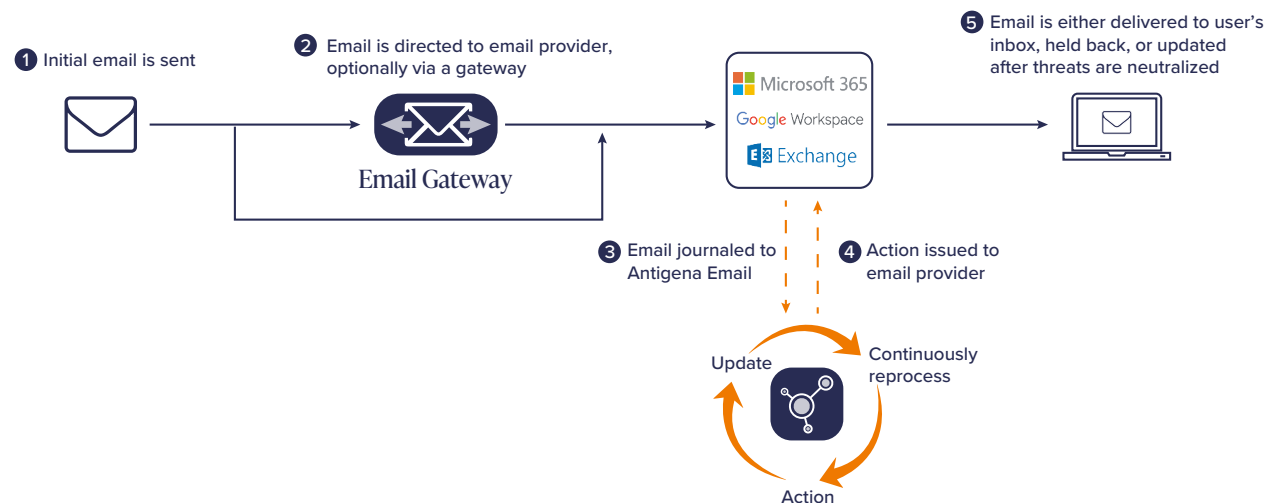 1 Initial email is sent
2 Email is directed to email provider,
optionally via a gateway
Email Gateway
Microsoft 365
Google Workspace
E Exchange
5 Email is either delivered to user's
inbox, held back, or updated
after threats are neutralized
3 Email journaled to
Antigena Email
4 Action issued to
email provider
Update
Continuously
reprocess
Action